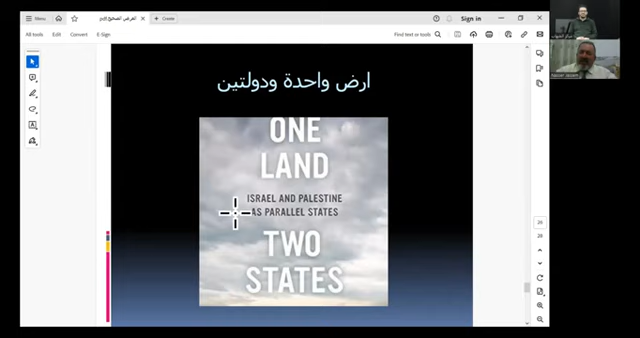 Menu
Create
Sign in
All tools
Edit
Convert
E-Sign
Find text or tools
ارض واحدة ودولتين
ONE
LAND
ISRAEL AND PALESTINE
AS PARALLEL STATES
TWO
STATES